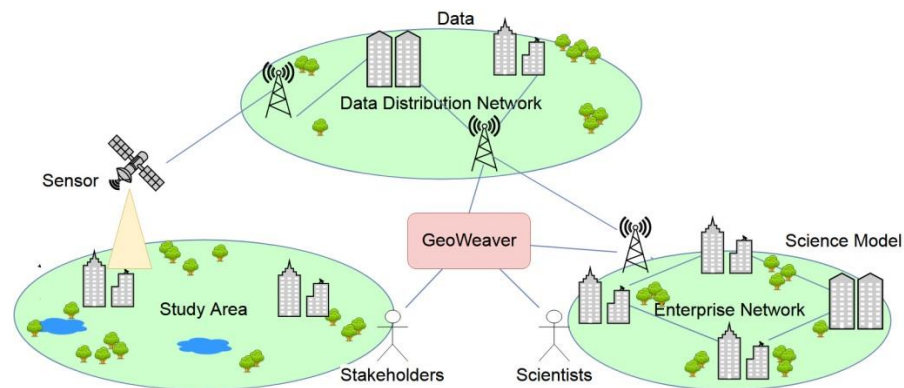 Data
Data Distribution Network
Sensor
GeoWeaver
Science Model
Study Area
Enterprise Network
Stakeholders
Scientists